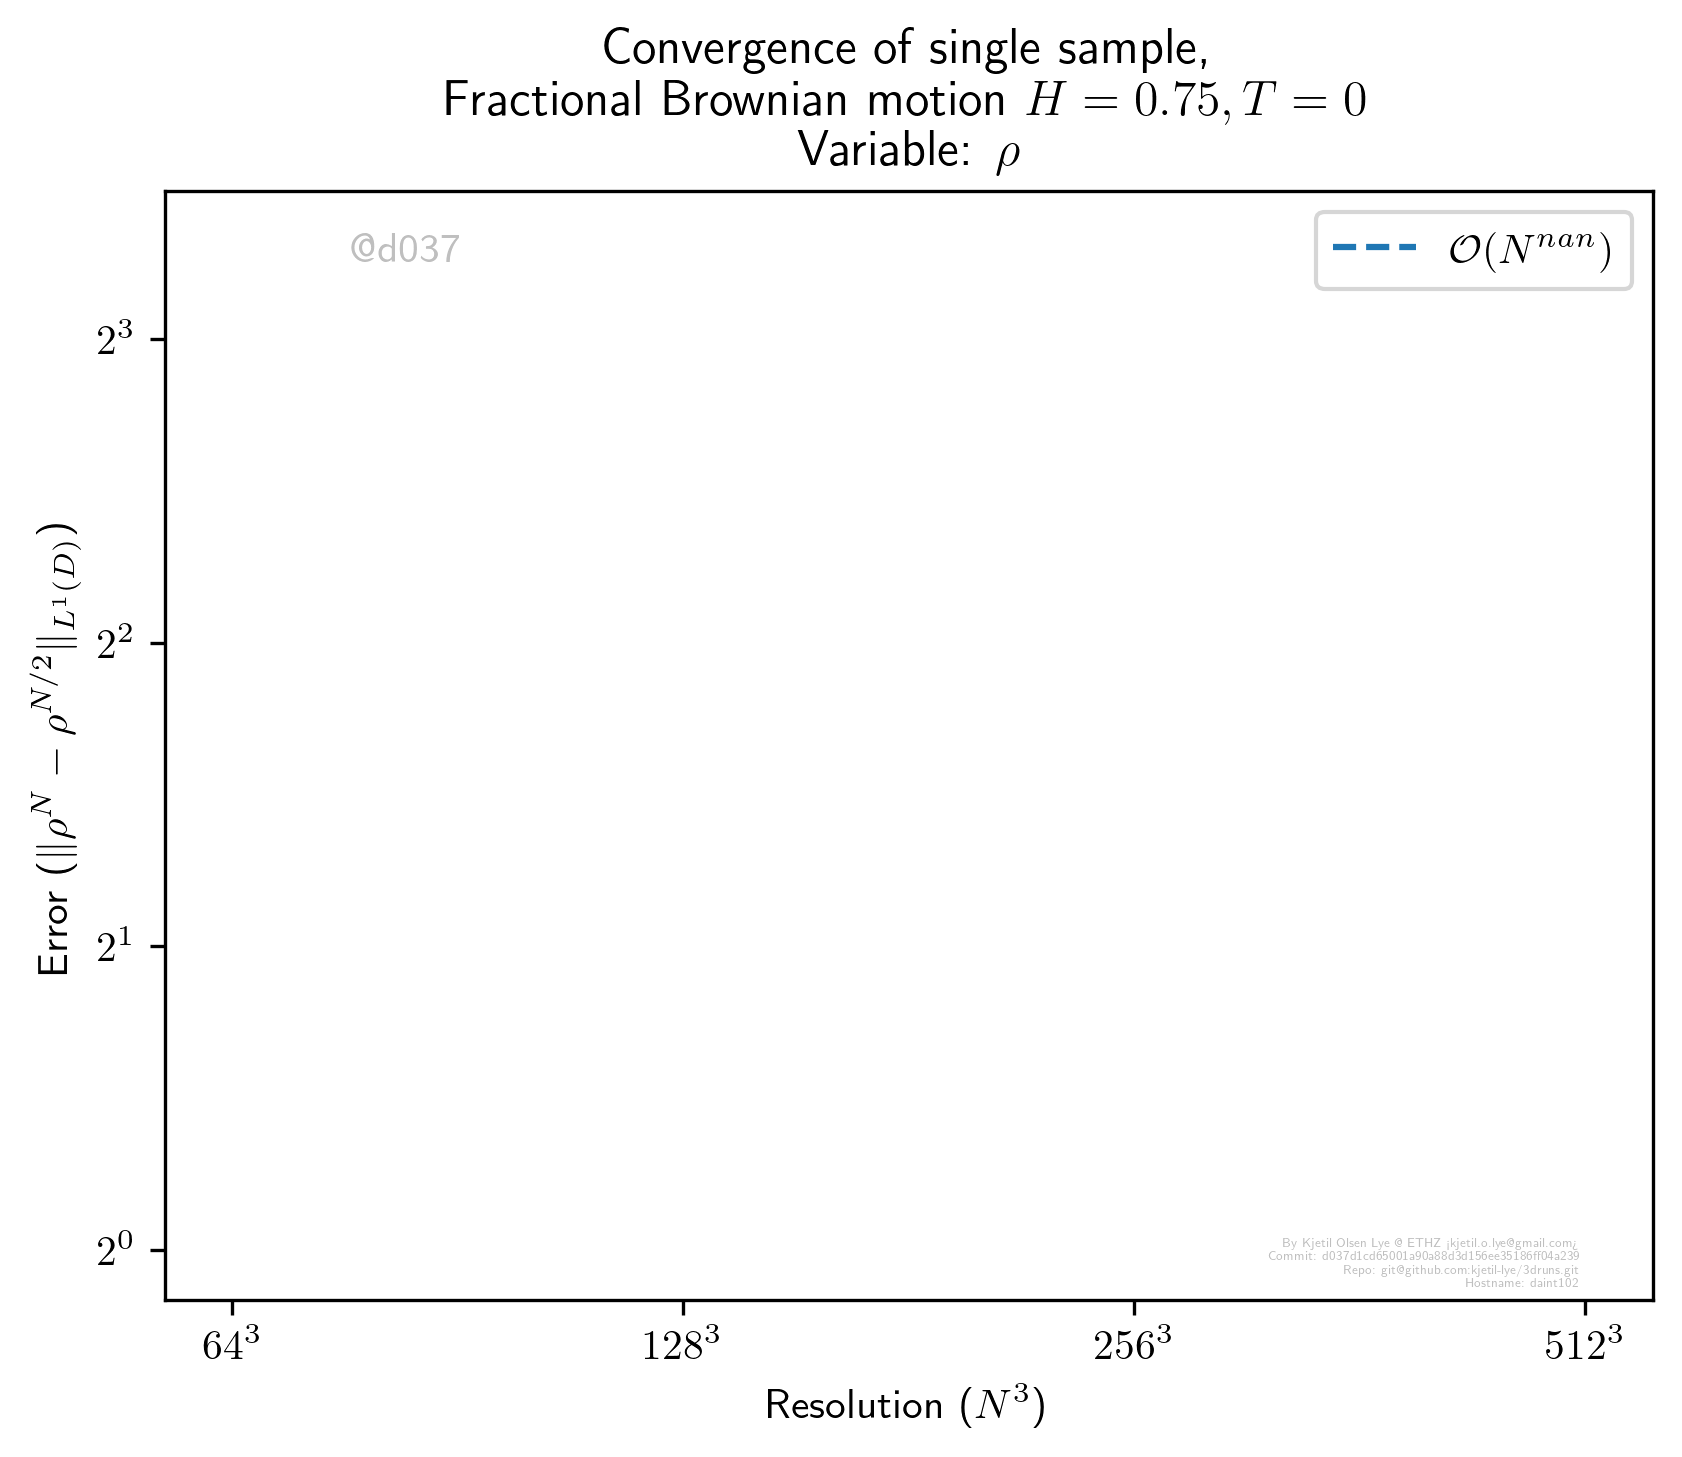 Convergence of single sample,
Fractional Brownian motion H = 0.75, T = 0
Variable: ρ
@d037
𝒪(N^{nan})
2^3
2^2
2^1
2^0
Error (‖ρ^N − ρ^{N/2}‖_{L^1(D)})
By Kjetil Olsen Lye @ ETHZ ¡kjetil.o.lye@gmail.com¿
Commit: d037d1cd65001a90a88d3d156ee35186ff04a239
Repo: git@github.com:kjetil-lye/3druns.git
Hostname: daint102
64^3 128^3 256^3 512^3
Resolution (N^3)